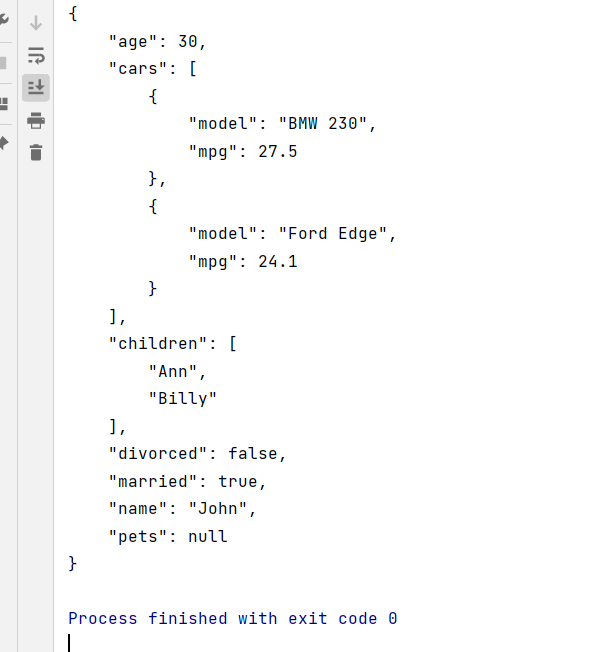 {
    "age": 30,
    "cars": [
        {
            "model": "BMW 230",
            "mpg": 27.5
        },
        {
            "model": "Ford Edge",
            "mpg": 24.1
        }
    ],
    "children": [
        "Ann",
        "Billy"
    ],
    "divorced": false,
    "married": true,
    "name": "John",
    "pets": null
}
Process finished with exit code 0